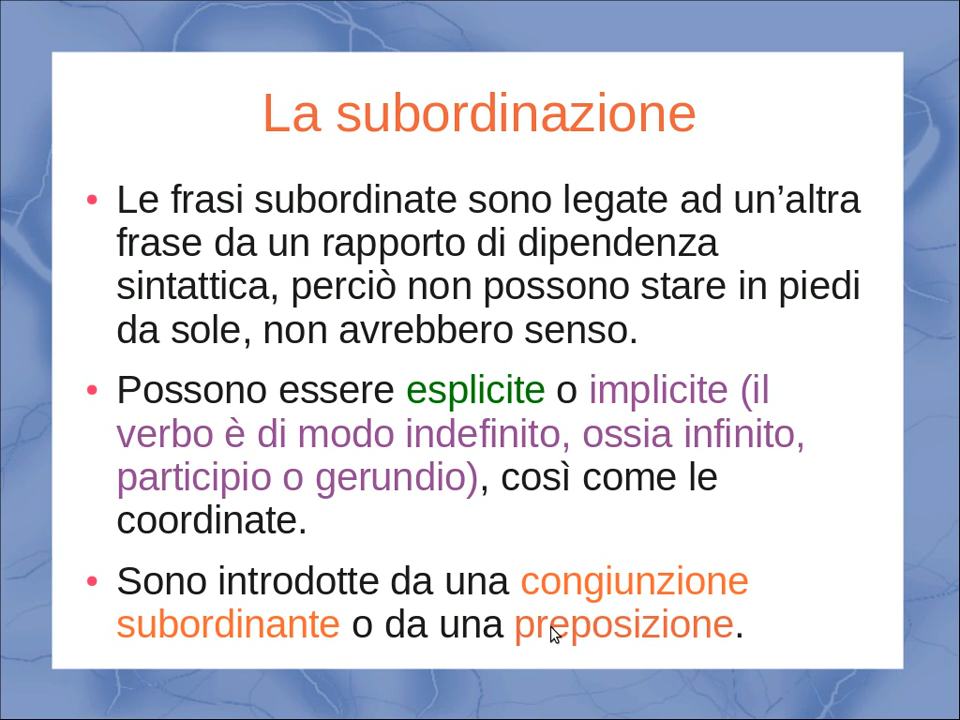 La subordinazione
• Le frasi subordinate sono legate ad un’altra
frase da un rapporto di dipendenza
sintattica, perciò non possono stare in piedi
da sole, non avrebbero senso.
• Possono essere esplicite o implicite (il
verbo è di modo indefinito, ossia infinito,
participio o gerundio), così come le
coordinate.
• Sono introdotte da una congiunzione
subordinante o da una preposizione.